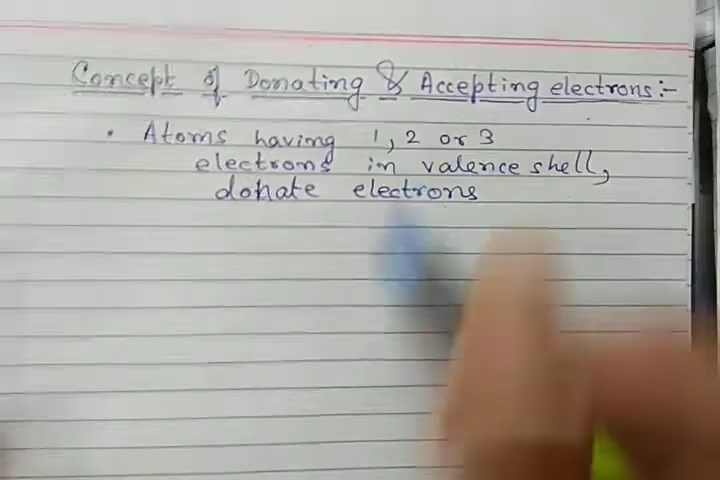 Concept of Donating & Accepting electrons:-
• Atoms having 1, 2 or 3
electrons in valence shell,
donate electrons